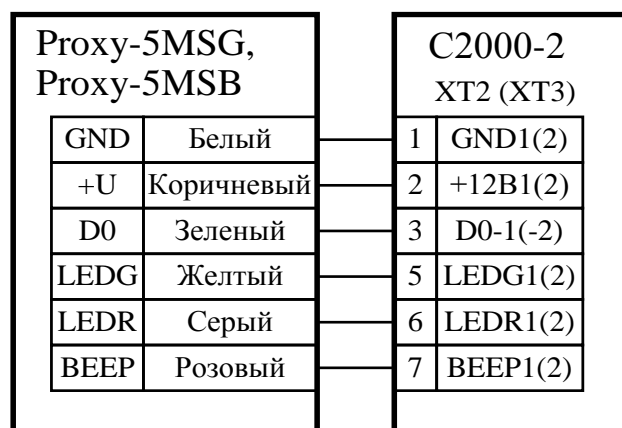 Proxy-5MSG,
Proxy-5MSB
C2000-2
XT2 (XT3)
GND Белый 1 GND1(2)
+U Коричневый 2 +12В1(2)
D0 Зеленый 3 D0-1(-2)
LEDG Желтый 5 LEDG1(2)
LEDR Серый 6 LEDR1(2)
BEEP Розовый 7 BEEP1(2)